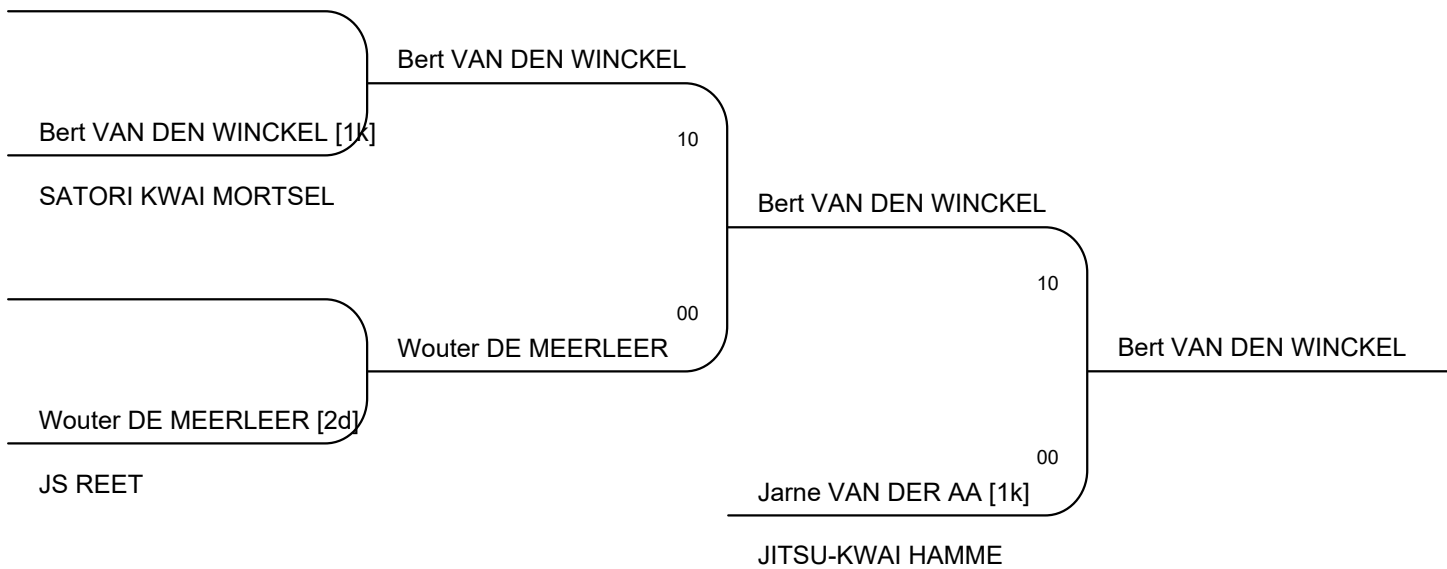 Bert VAN DEN WINCKEL
Bert VAN DEN WINCKEL [1k]
10
SATORI KWAI MORTSEL
Bert VAN DEN WINCKEL
10
00
Wouter DE MEERLEER
Bert VAN DEN WINCKEL
Wouter DE MEERLEER [2d]
00
JS REET
Jarne VAN DER AA [1k]
JITSU-KWAI HAMME